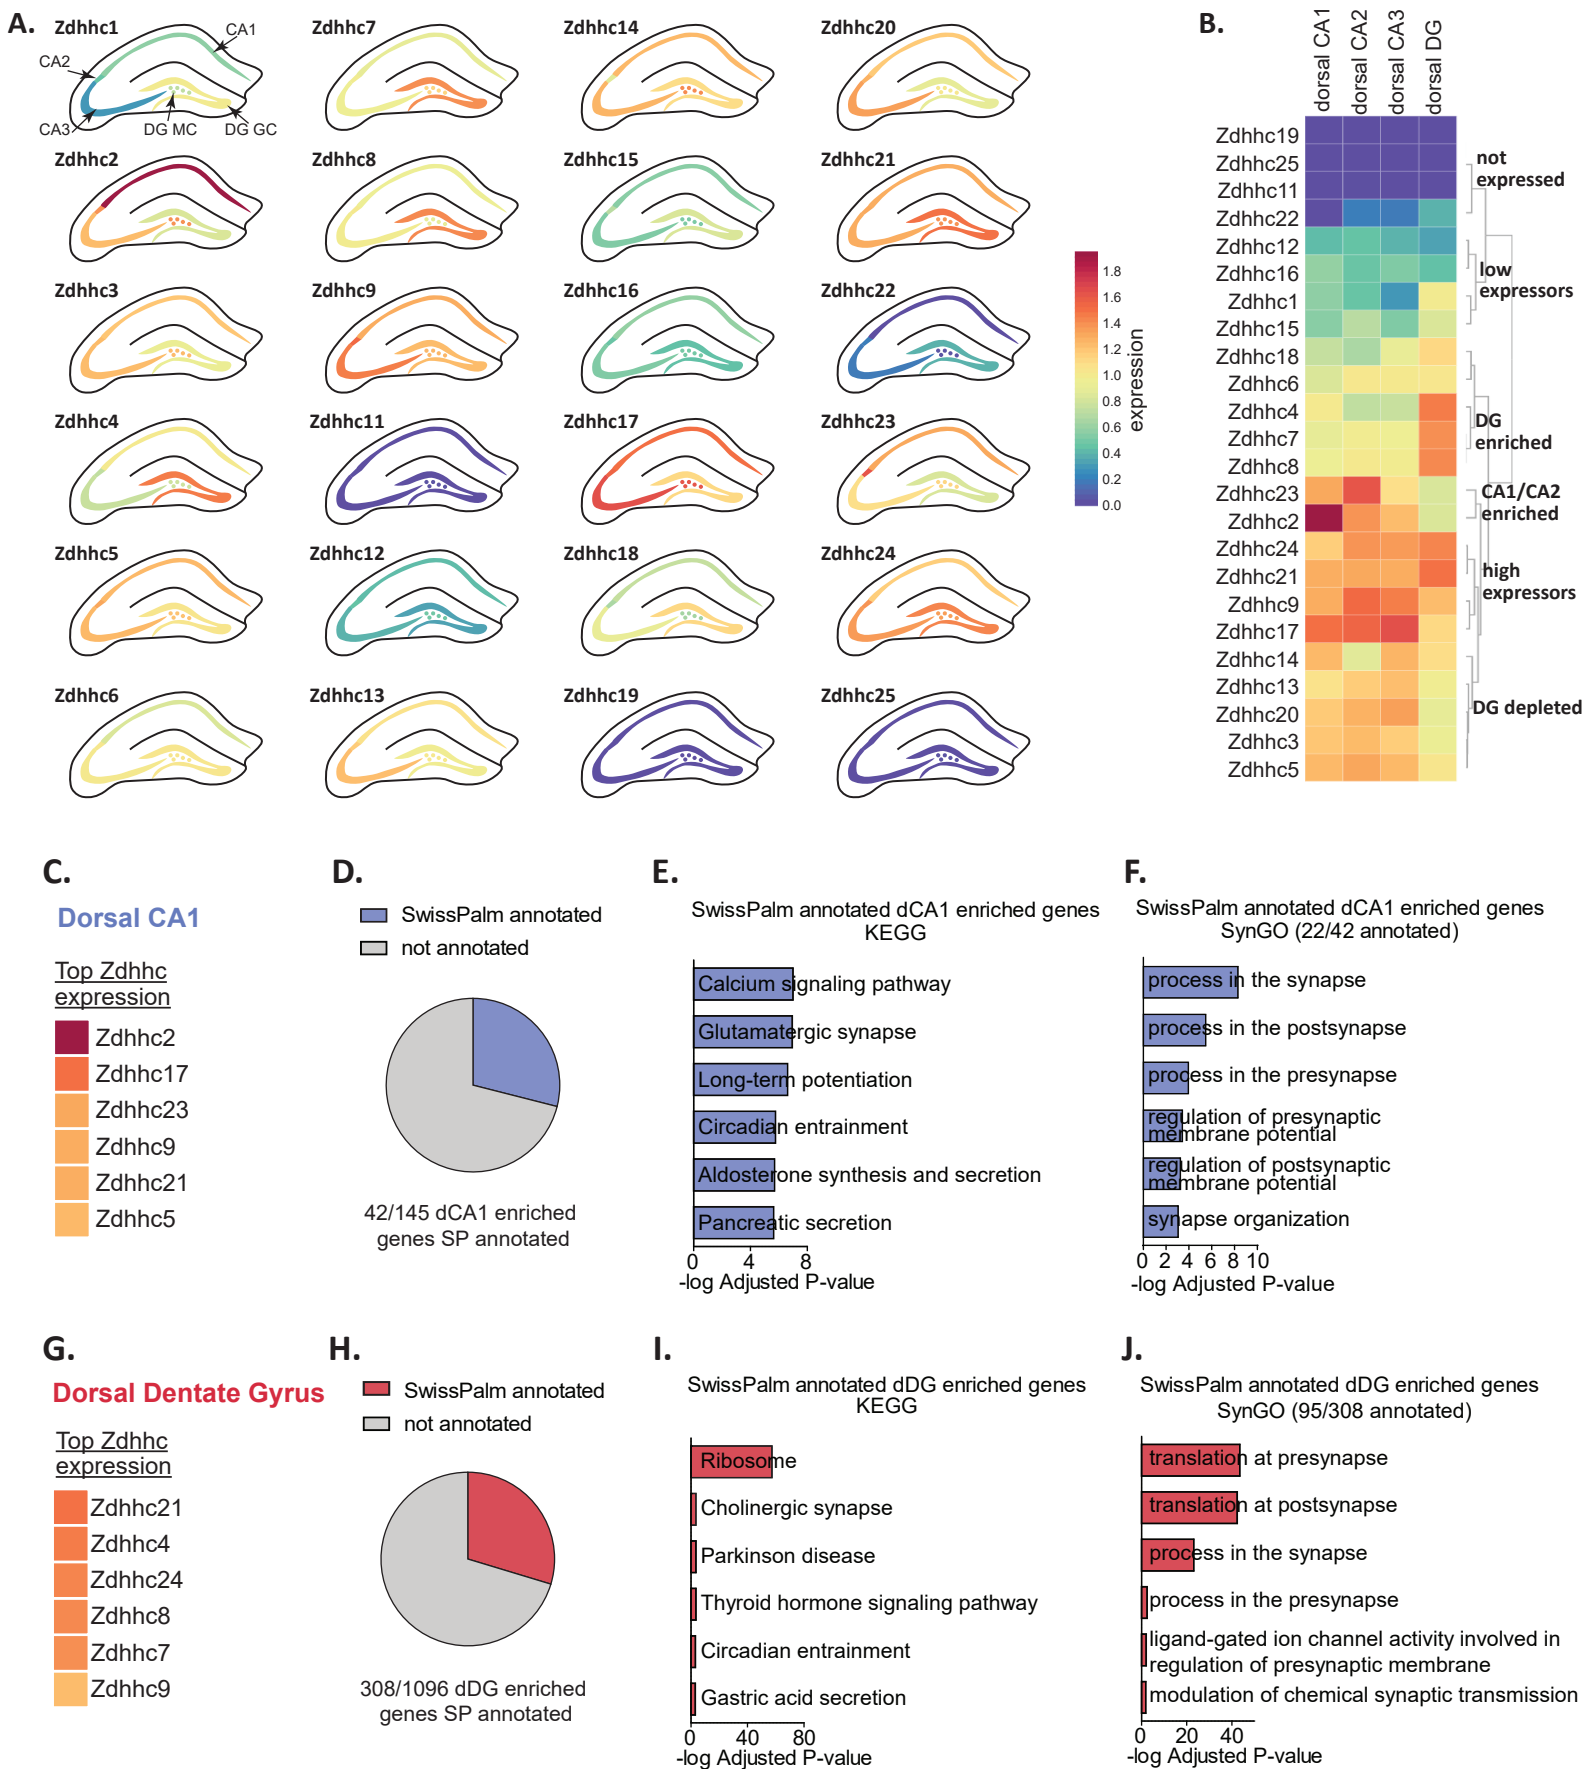 A.
Zdhhc1
CA1
CA2
CA3
DG MC
DG GC
Zdhhc7
Zdhhc14
Zdhhc20
Zdhhc2
Zdhhc8
Zdhhc15
Zdhhc21
Zdhhc3
Zdhhc9
Zdhhc16
Zdhhc22
Zdhhc4
Zdhhc11
Zdhhc17
Zdhhc23
Zdhhc5
Zdhhc12
Zdhhc18
Zdhhc24
Zdhhc6
Zdhhc13
Zdhhc19
Zdhhc25
1.8
1.6
1.4
1.2
1.0
0.8
0.6
0.4
0.2
0.0
expression
B.
dorsal CA1
dorsal CA2
dorsal CA3
dorsal DG
Zdhhc19
Zdhhc25
Zdhhc11
Zdhhc22
Zdhhc12
Zdhhc16
Zdhhc1
Zdhhc15
Zdhhc18
Zdhhc6
Zdhhc4
Zdhhc7
Zdhhc8
Zdhhc23
Zdhhc2
Zdhhc24
Zdhhc21
Zdhhc9
Zdhhc17
Zdhhc14
Zdhhc13
Zdhhc20
Zdhhc3
Zdhhc5
not
expressed
low
expressors
DG
enriched
CA1/CA2
enriched
high
expressors
DG depleted
C.
Dorsal CA1
Top Zdhhc
expression
Zdhhc2
Zdhhc17
Zdhhc23
Zdhhc9
Zdhhc21
Zdhhc5
D.
SwissPalm annotated
not annotated
42/145 dCA1 enriched
genes SP annotated
E.
SwissPalm annotated dCA1 enriched genes
KEGG
Calcium signaling pathway
Glutamatergic synapse
Long-term potentiation
Circadian entrainment
Aldosterone synthesis and secretion
Pancreatic secretion
0 4 8
-log Adjusted P-value
F.
SwissPalm annotated dCA1 enriched genes
SynGO (22/42 annotated)
process in the synapse
process in the postsynapse
process in the presynapse
regulation of presynaptic
membrane potential
regulation of postsynaptic
membrane potential
synapse organization
0 2 4 6 8 10
-log Adjusted P-value
G.
Dorsal Dentate Gyrus
Top Zdhhc
expression
Zdhhc21
Zdhhc4
Zdhhc24
Zdhhc8
Zdhhc7
Zdhhc9
H.
SwissPalm annotated
not annotated
308/1096 dDG enriched
genes SP annotated
I.
SwissPalm annotated dDG enriched genes
KEGG
Ribosome
Cholinergic synapse
Parkinson disease
Thyroid hormone signaling pathway
Circadian entrainment
Gastric acid secretion
0 40 80
-log Adjusted P-value
J.
SwissPalm annotated dDG enriched genes
SynGO (95/308 annotated)
translation at presynapse
translation at postsynapse
process in the synapse
process in the presynapse
ligand-gated ion channel activity involved in
regulation of presynaptic membrane
modulation of chemical synaptic transmission
0 20 40
-log Adjusted P-value